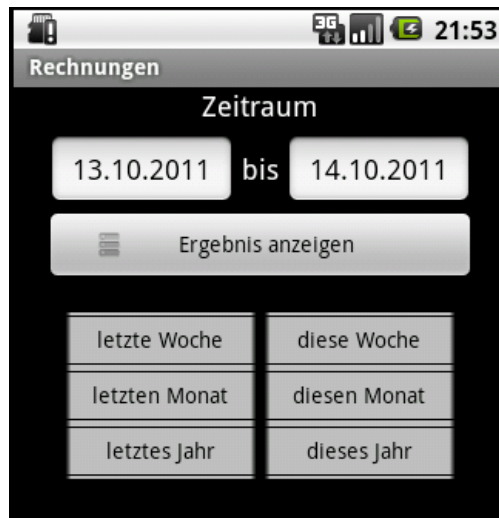 3G 21:53
Rechnungen
Zeitraum
13.10.2011 bis 14.10.2011
Ergebnis anzeigen
letzte Woche diese Woche
letzten Monat diesen Monat
letztes Jahr dieses Jahr